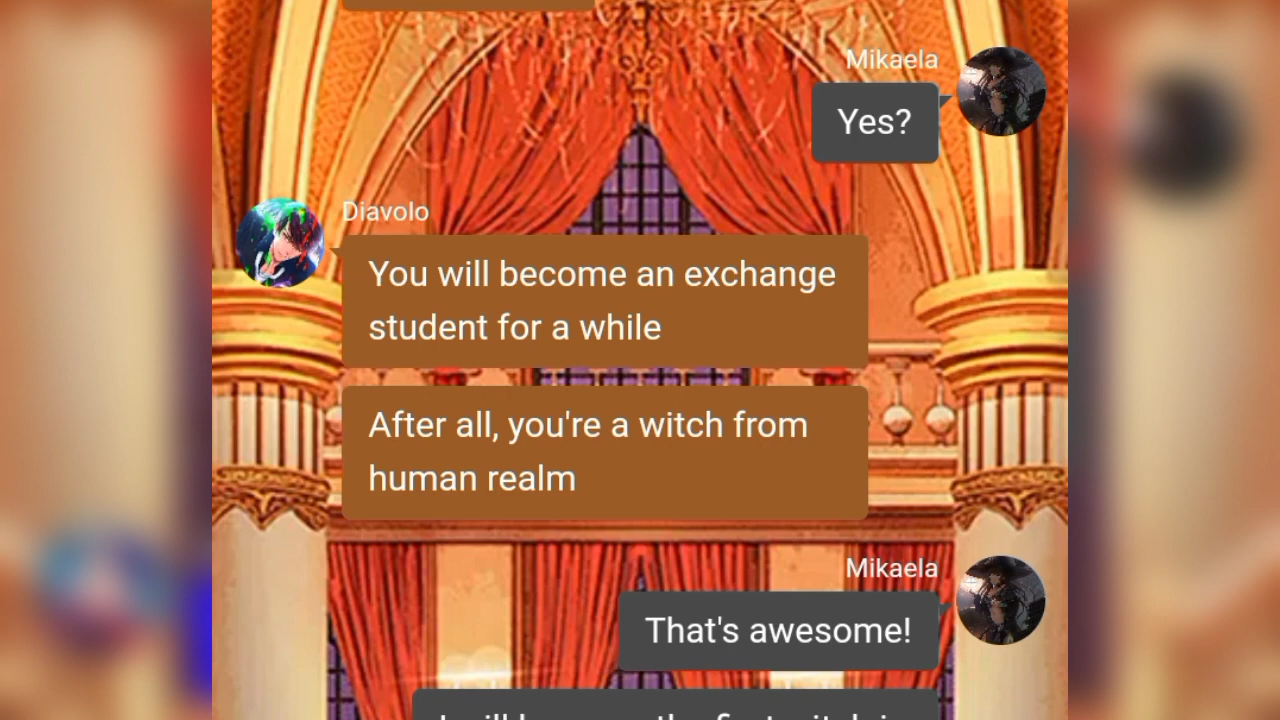 Mikaela
Yes?
Diavolo
You will become an exchange
student for a while
After all, you're a witch from
human realm
Mikaela
That's awesome!